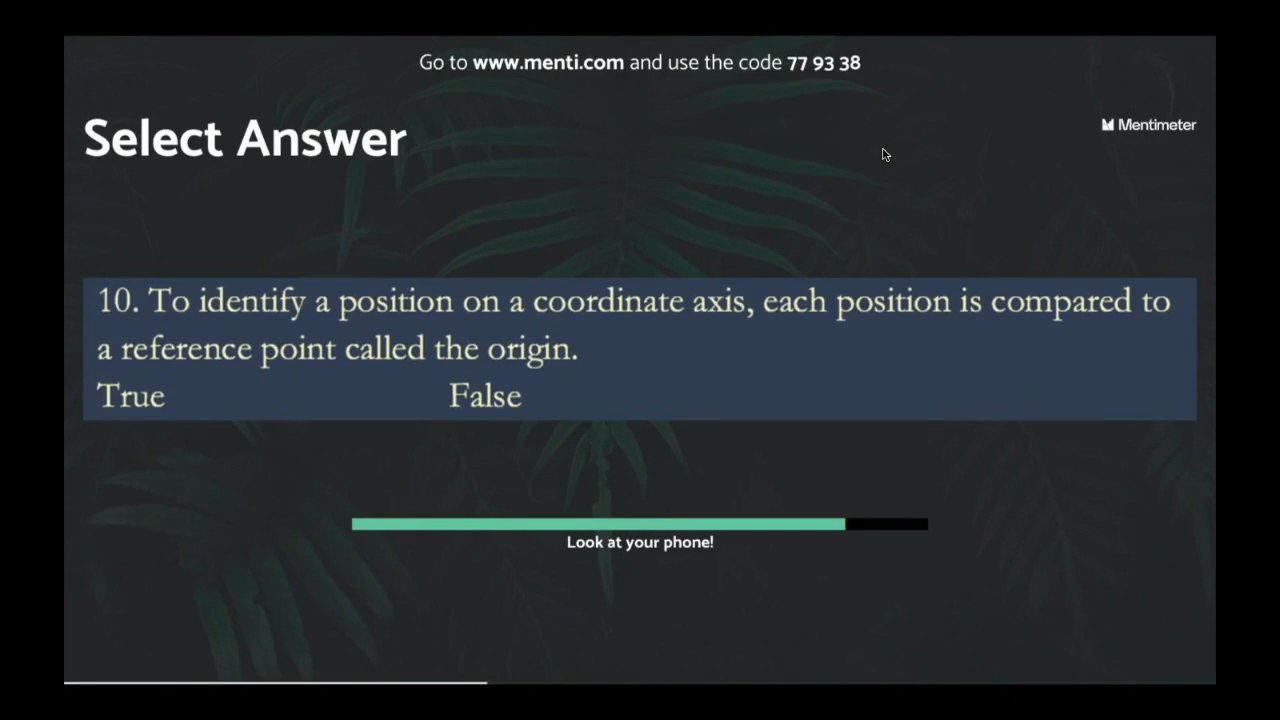 Go to www.menti.com and use the code 77 93 38
Select Answer
Mentimeter
10. To identify a position on a coordinate axis, each position is compared to
a reference point called the origin.
True False
Look at your phone!